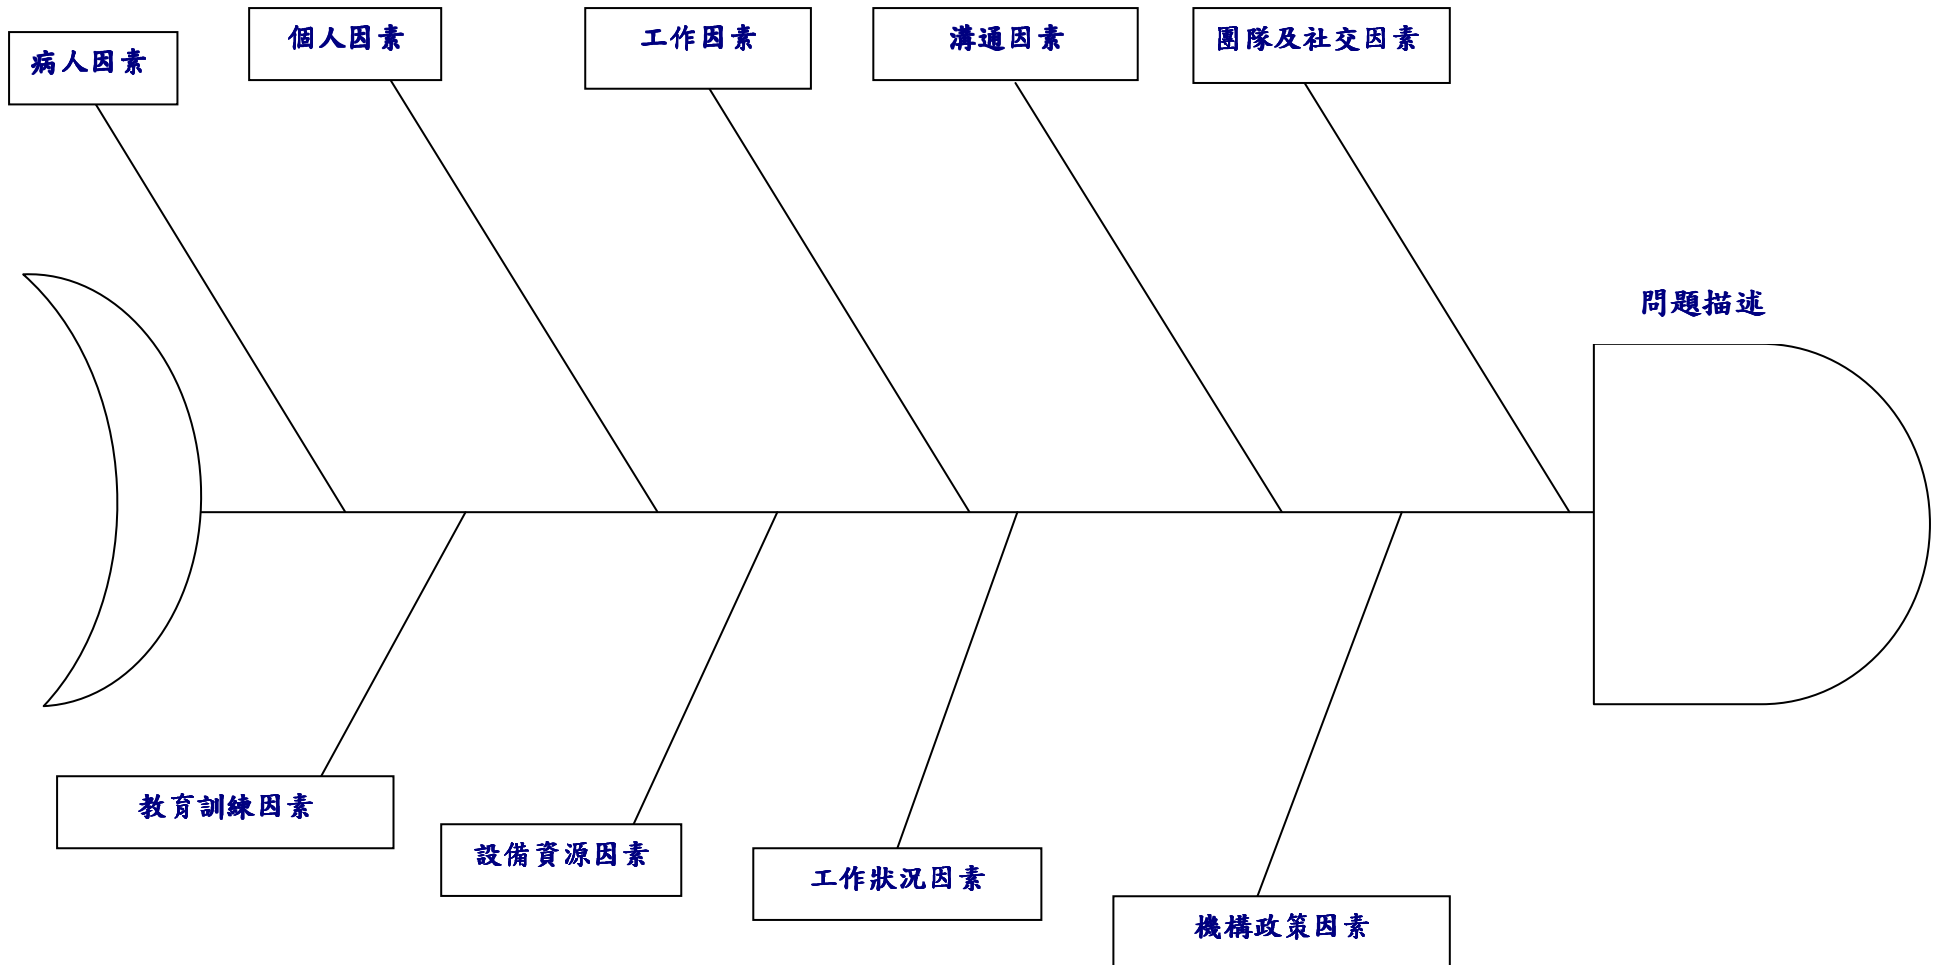 病人因素
個人因素
工作因素
溝通因素
團隊及社交因素
問題描述
教育訓練因素
設備資源因素
工作狀況因素
機構政策因素